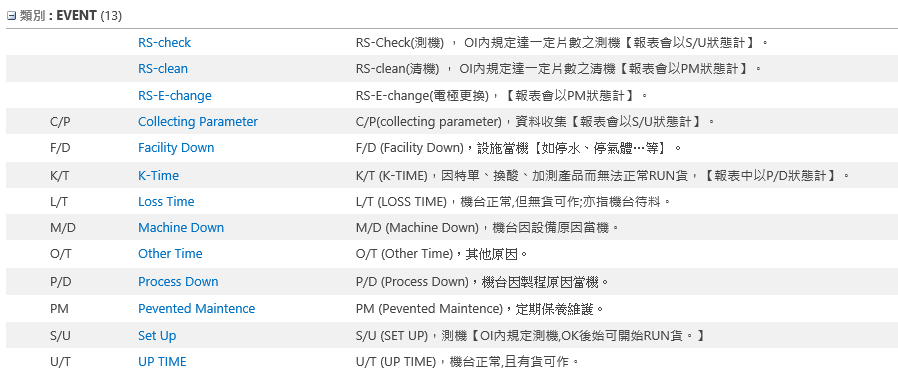 類別 : EVENT (13)
RS-check RS-Check(測機) ， OI內規定達一定片數之測機【報表會以S/U狀態計】。
RS-clean RS-clean(清機) ， OI內規定達一定片數之清機【報表會以PM狀態計】。
RS-E-change RS-E-change(電極更換)，【報表會以PM狀態計】。
C/P Collecting Parameter C/P(collecting parameter)，資料收集【報表會以S/U狀態計】。
F/D Facility Down F/D (Facility Down)，設施當機【如停水、停氣體…等】。
K/T K-Time K/T (K-TIME)，因特單、換酸、加測產品而無法正常RUN貨，【報表中以P/D狀態計】。
L/T Loss Time L/T (LOSS TIME)，機台正常,但無貨可作;亦指機台待料。
M/D Machine Down M/D (Machine Down)，機台因設備原因當機。
O/T Other Time O/T (Other Time)，其他原因。
P/D Process Down P/D (Process Down)，機台因製程原因當機。
PM Pevented Maintence PM (Pevented Maintence)，定期保養維護。
S/U Set Up S/U (SET UP)，測機【OI內規定測機,OK後始可開始RUN貨。】
U/T UP TIME U/T (UP TIME)，機台正常,且有貨可作。